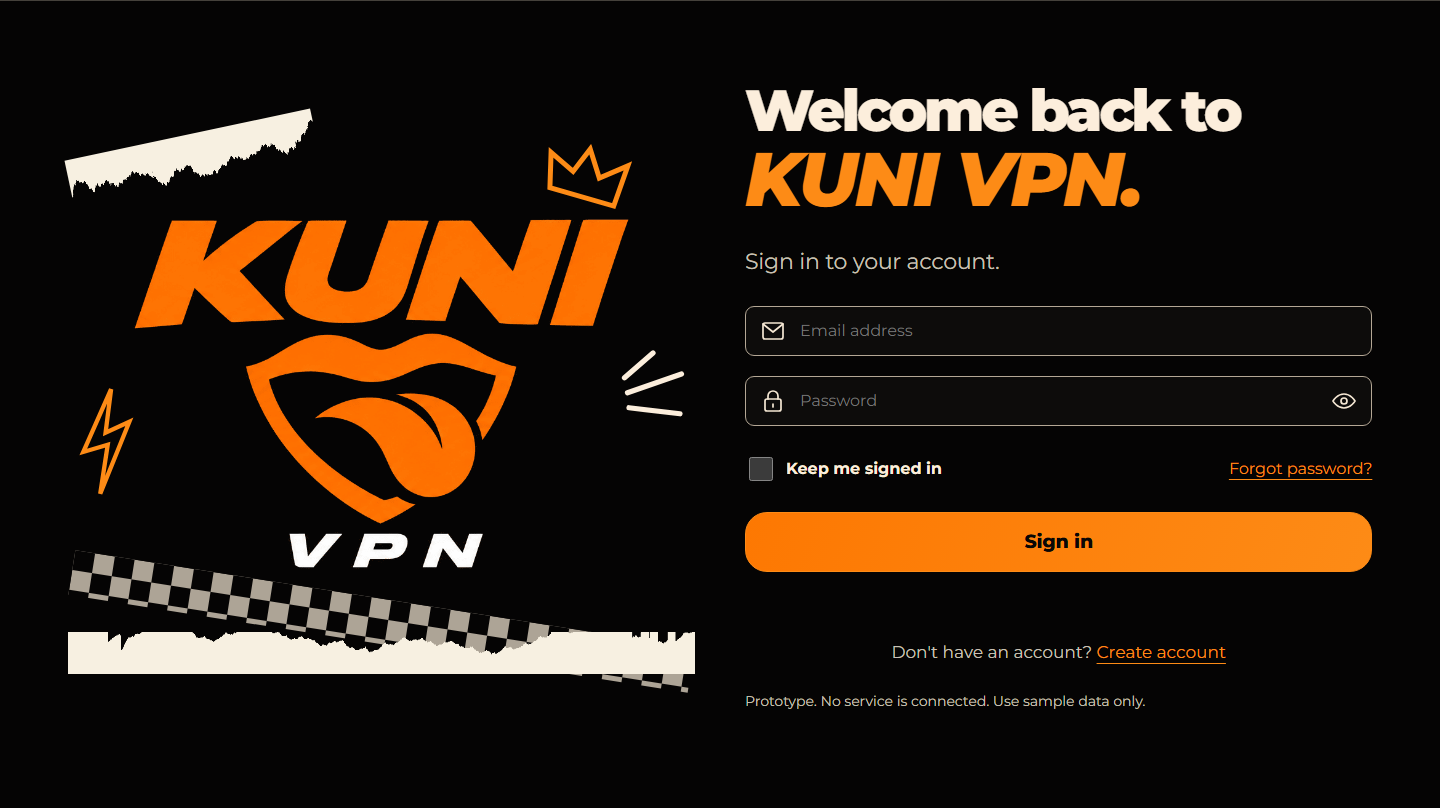 KUNI
VPN
Welcome back to
KUNI VPN.
Sign in to your account.
Email address
Password
Keep me signed in
Forgot password?
Sign in
Don't have an account? Create account
Prototype. No service is connected. Use sample data only.